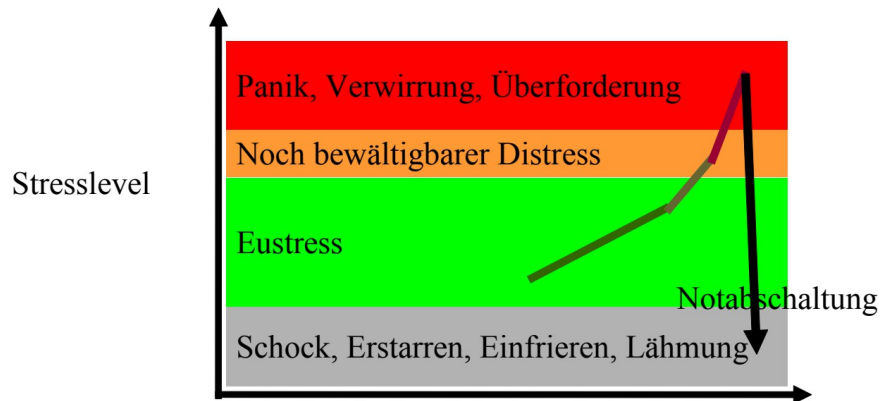 Panik, Verwirrung, Überforderung
Noch bewältigbarer Distress
Stresslevel
Eustress
Notabschaltung
Schock, Erstarren, Einfrieren, Lähmung